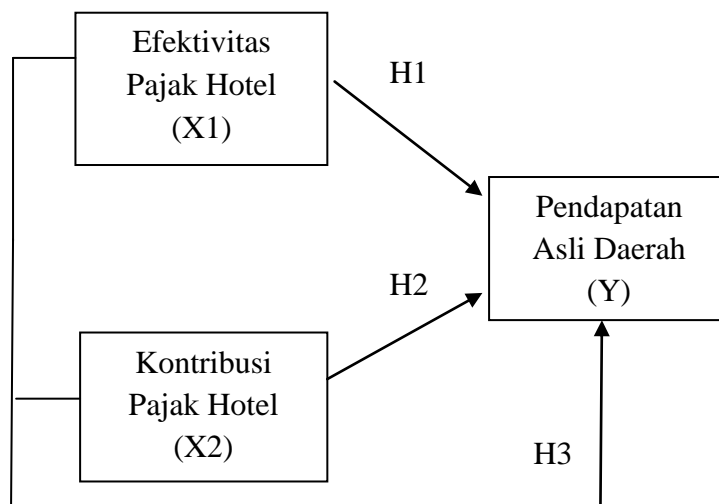 Efektivitas
Pajak Hotel
(X1)
H1
Pendapatan
Asli Daerah
(Y)
H2
Kontribusi
Pajak Hotel
(X2)
H3